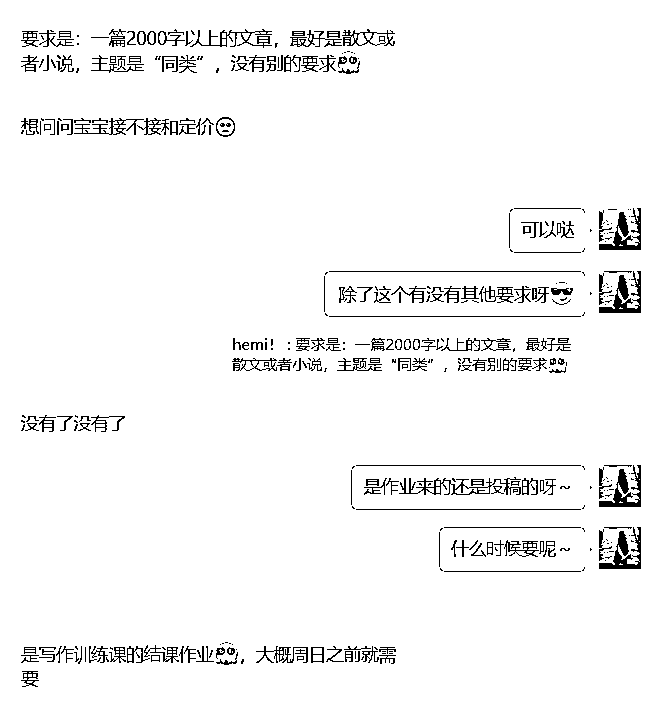 要求是：一篇2000字以上的文章，最好是散文或
者小说，主题是“同类”，没有别的要求
想问问宝宝接不接和定价
可以哒
除了这个有没有其他要求呀
hemi！：要求是：一篇2000字以上的文章，最好是
散文或者小说，主题是“同类”，没有别的要求
没有了没有了
是作业来的还是投稿的呀～
什么时候要呢～
是写作训练课的结课作业，大概周日之前就需
要